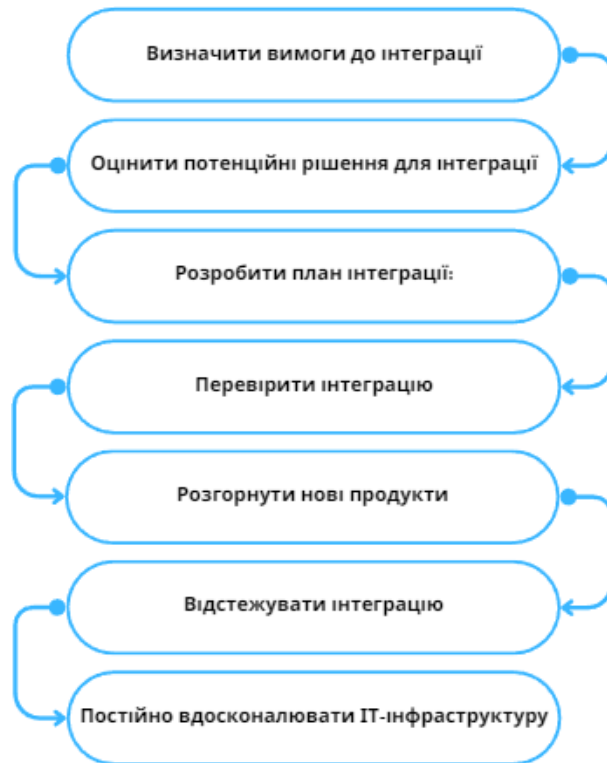 Визначити вимоги до інтеграції
Оцінити потенційні рішення для інтеграції
Розробити план інтеграції:
Перевірити інтеграцію
Розгорнути нові продукти
Відстежувати інтеграцію
Постійно вдосконалювати ІТ-інфраструктуру